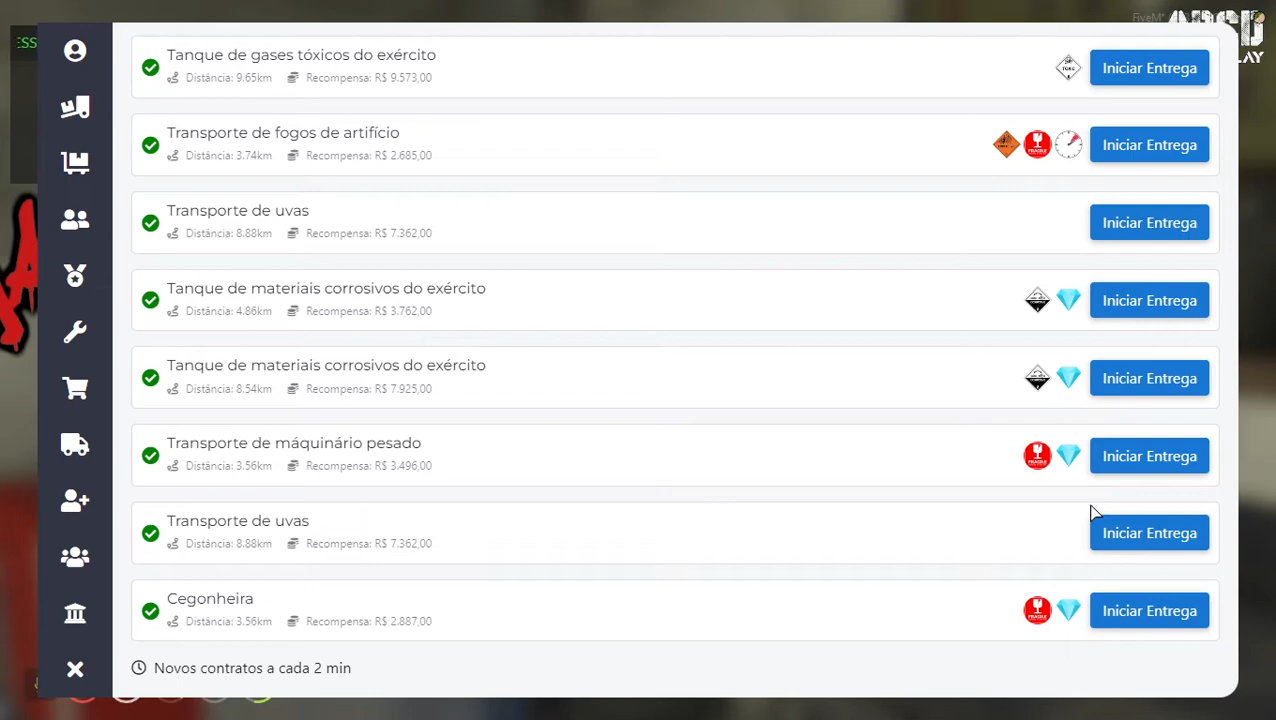 Tanque de gases tóxicos do exército
Distância: 9.65km Recompensa: R$ 9.573,00
Iniciar Entrega
Transporte de fogos de artifício
Distância: 3.74km Recompensa: R$ 2.685,00
FRAGILE
Iniciar Entrega
Transporte de uvas
Distância: 8.88km Recompensa: R$ 7.362,00
Iniciar Entrega
Tanque de materiais corrosivos do exército
Distância: 4.86km Recompensa: R$ 3.762,00
Iniciar Entrega
Tanque de materiais corrosivos do exército
Distância: 8.54km Recompensa: R$ 7.925,00
Iniciar Entrega
Transporte de máquinário pesado
Distância: 3.56km Recompensa: R$ 3.496,00
FRAGILE
Iniciar Entrega
Transporte de uvas
Distância: 8.88km Recompensa: R$ 7.362,00
Iniciar Entrega
Cegonheira
Distância: 3.56km Recompensa: R$ 2.887,00
FRAGILE
Iniciar Entrega
Novos contratos a cada 2 min